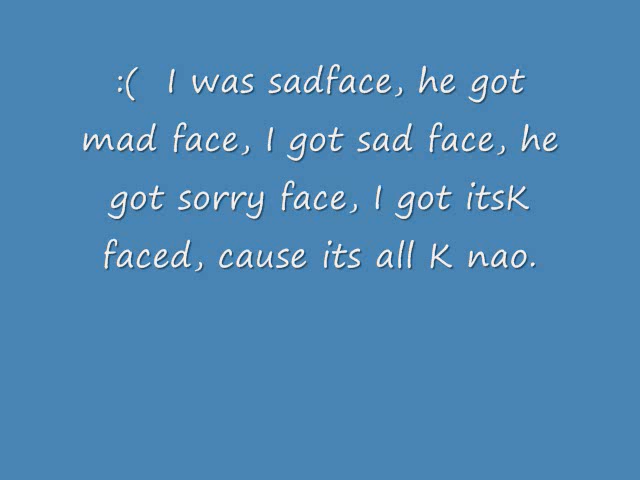 :( I was sadface, he got
mad face, I got sad face, he
got sorry face, I got itsK
faced, cause its all K nao.